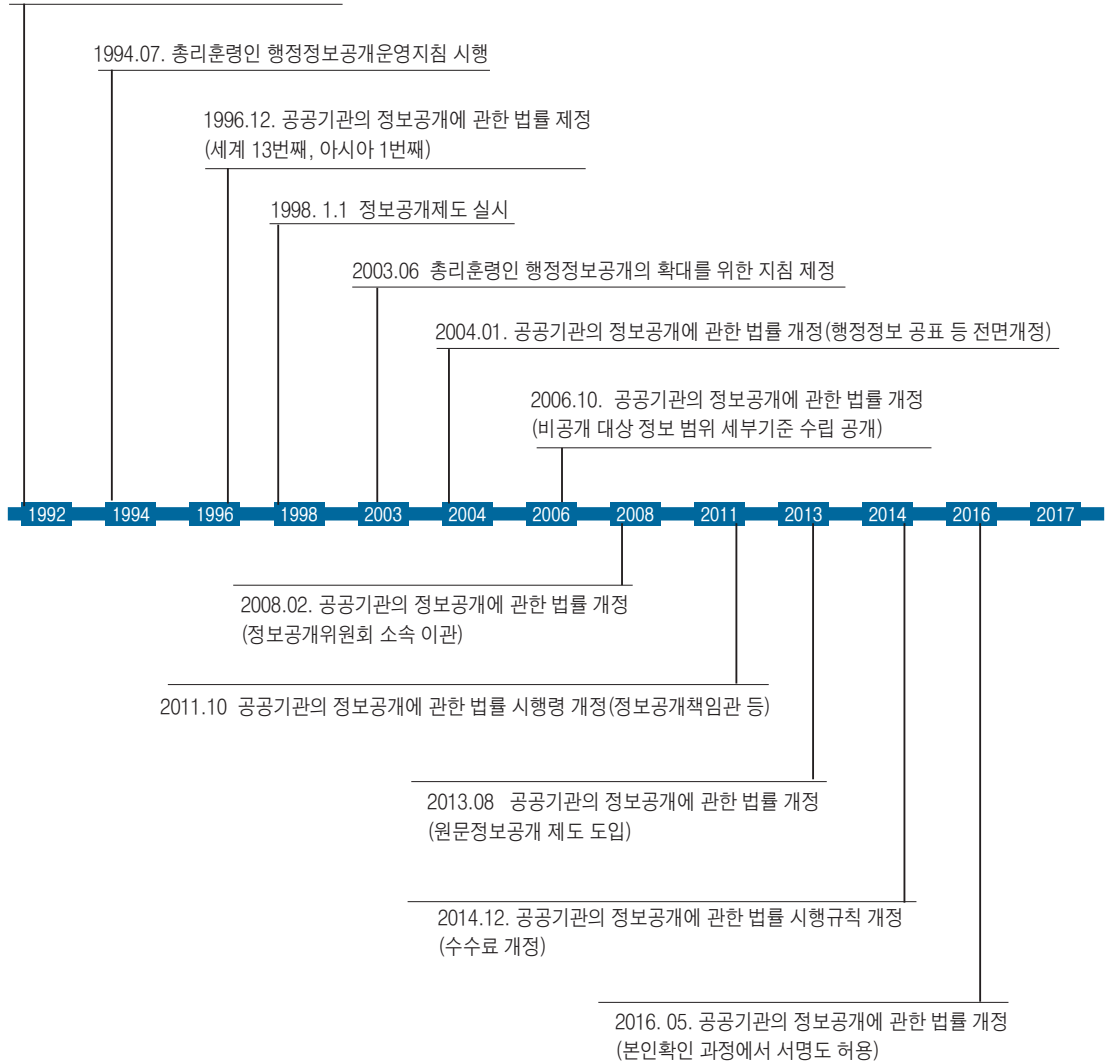 1994.07. 총리훈령인 행정정보공개운영지침 시행
1996.12. 공공기관의 정보공개에 관한 법률 제정
(세계 13번째, 아시아 1번째)
1998. 1.1 정보공개제도 실시
2003.06 총리훈령인 행정정보공개의 확대를 위한 지침 제정
2004.01. 공공기관의 정보공개에 관한 법률 개정(행정정보 공표 등 전면개정)
2006.10. 공공기관의 정보공개에 관한 법률 개정
(비공개 대상 정보 범위 세부기준 수립 공개)
1992 1994 1996 1998 2003 2004 2006 2008 2011 2013 2014 2016 2017
2008.02. 공공기관의 정보공개에 관한 법률 개정
(정보공개위원회 소속 이관)
2011.10 공공기관의 정보공개에 관한 법률 시행령 개정(정보공개책임관 등)
2013.08 공공기관의 정보공개에 관한 법률 개정
(원문정보공개 제도 도입)
2014.12. 공공기관의 정보공개에 관한 법률 시행규칙 개정
(수수료 개정)
2016. 05. 공공기관의 정보공개에 관한 법률 개정
(본인확인 과정에서 서명도 허용)